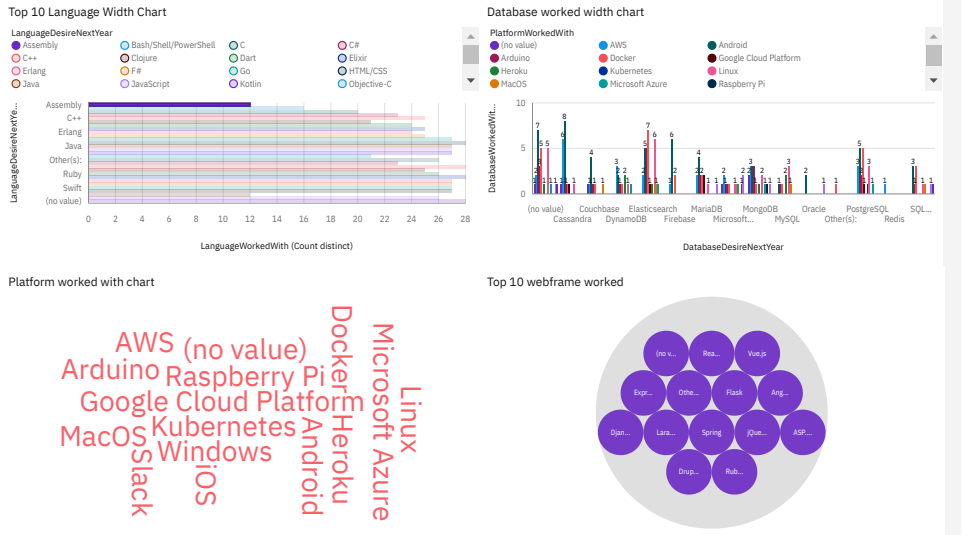 Top 10 Language Width Chart
LanguageDesireNextYear
Assembly Bash/Shell/PowerShell C C#
C++ Clojure Dart Elixir
Erlang F# Go HTML/CSS
Java JavaScript Kotlin Objective-C
LanguageDesireNextYe...
Assembly
C++
Erlang
Java
Other(s):
Ruby
Swift
(no value)
0 2 4 6 8 10 12 14 16 18 20 22 24 26 28
LanguageWorkedWith (Count distinct)
Database worked width chart
PlatformWorkedWith
(no value) AWS Android
Arduino Docker Google Cloud Platform
Heroku Kubernetes Linux
MacOS Microsoft Azure Raspberry Pi
DatabaseWorkedWit...
10
5
0
(no value) Couchbase Elasticsearch MariaDB MongoDB Oracle PostgreSQL SQL...
Cassandra DynamoDB Firebase Microsoft... MySQL Other(s): Redis
DatabaseDesireNextYear
Platform worked with chart
AWS
(no value)
Arduino
Raspberry Pi
Google Cloud Platform
MacOS
Kubernetes
Windows
Slack
iOS
Docker
Heroku
Android
Microsoft Azure
Linux
Top 10 webframe worked
(no v... Rea... Vue.js
Expr... Othe... Flask Ang...
Djan... Lara... Spring jQue... ASP....
Drup... Rub...